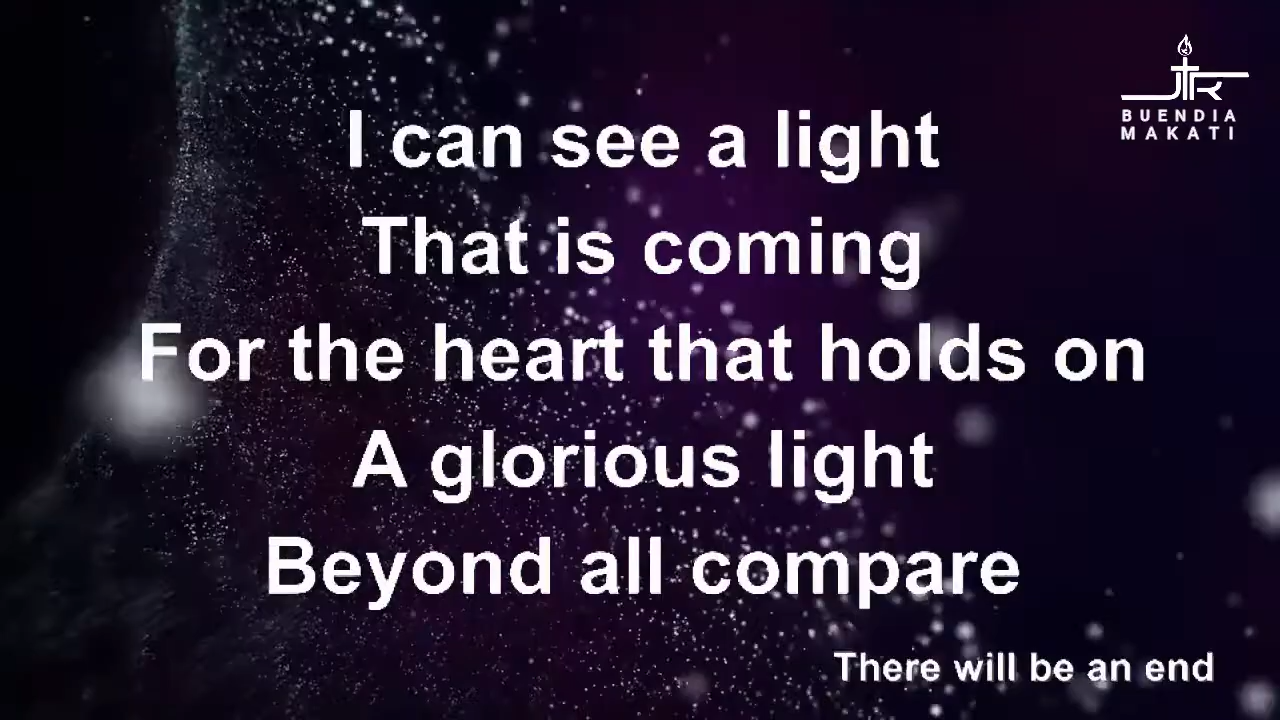 JTR
BUENDIA
MAKATI
I can see a light
That is coming
For the heart that holds on
A glorious light
Beyond all compare
There will be an end